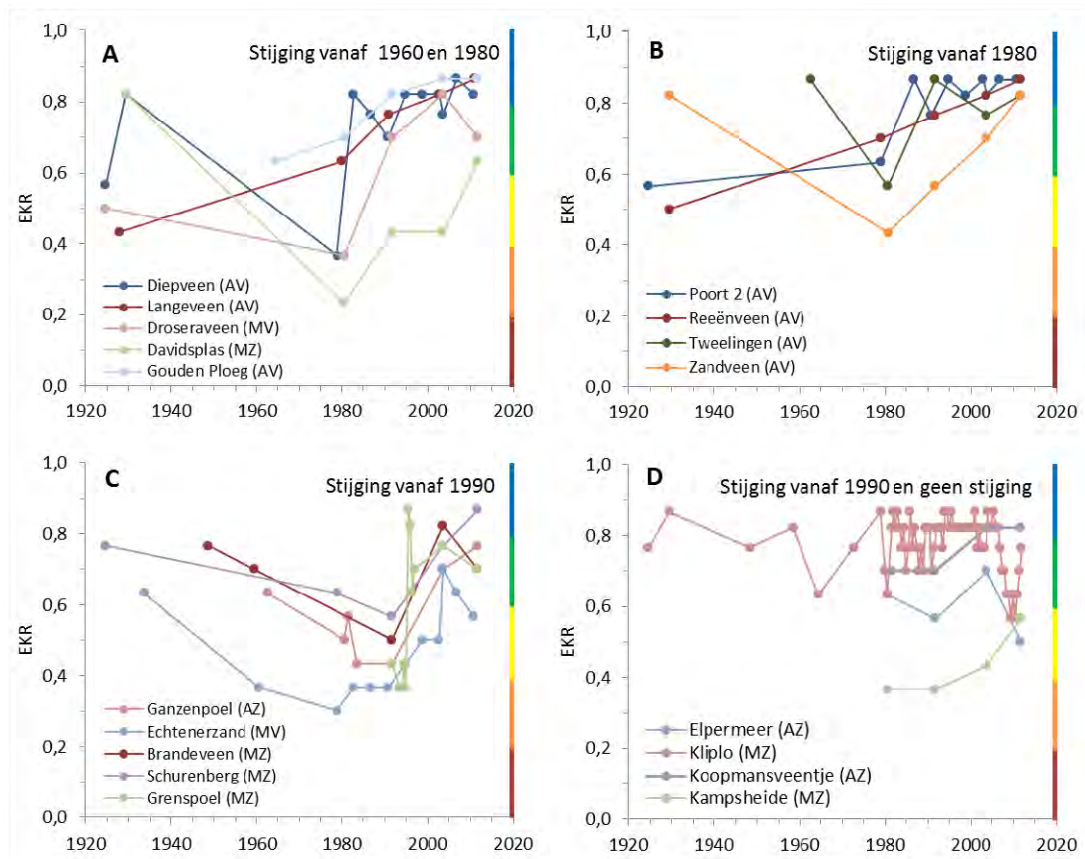 A
Stijging vanaf 1960 en 1980
EKR
1,0
0,8
0,6
0,4
0,2
0,0
Diepveen (AV)
Langeveen (AV)
Droseraveen (MV)
Davidsplas (MZ)
Gouden Ploeg (AV)
1920
1940
1960
1980
2000
2020
B
Stijging vanaf 1980
EKR
1,0
0,8
0,6
0,4
0,2
0,0
Poort 2 (AV)
Reeënveen (AV)
Tweelingen (AV)
Zandveen (AV)
1920
1940
1960
1980
2000
2020
C
Stijging vanaf 1990
EKR
1,0
0,8
0,6
0,4
0,2
0,0
Ganzenpoel (AZ)
Echtenerzand (MV)
Brandeveen (MZ)
Schurenberg (MZ)
Grenspoel (MZ)
1920
1940
1960
1980
2000
2020
D
Stijging vanaf 1990 en geen stijging
EKR
1,0
0,8
0,6
0,4
0,2
0,0
Elpermeer (AZ)
Kliplo (MZ)
Koopmansveentje (AZ)
Kampsheide (MZ)
1920
1940
1960
1980
2000
2020